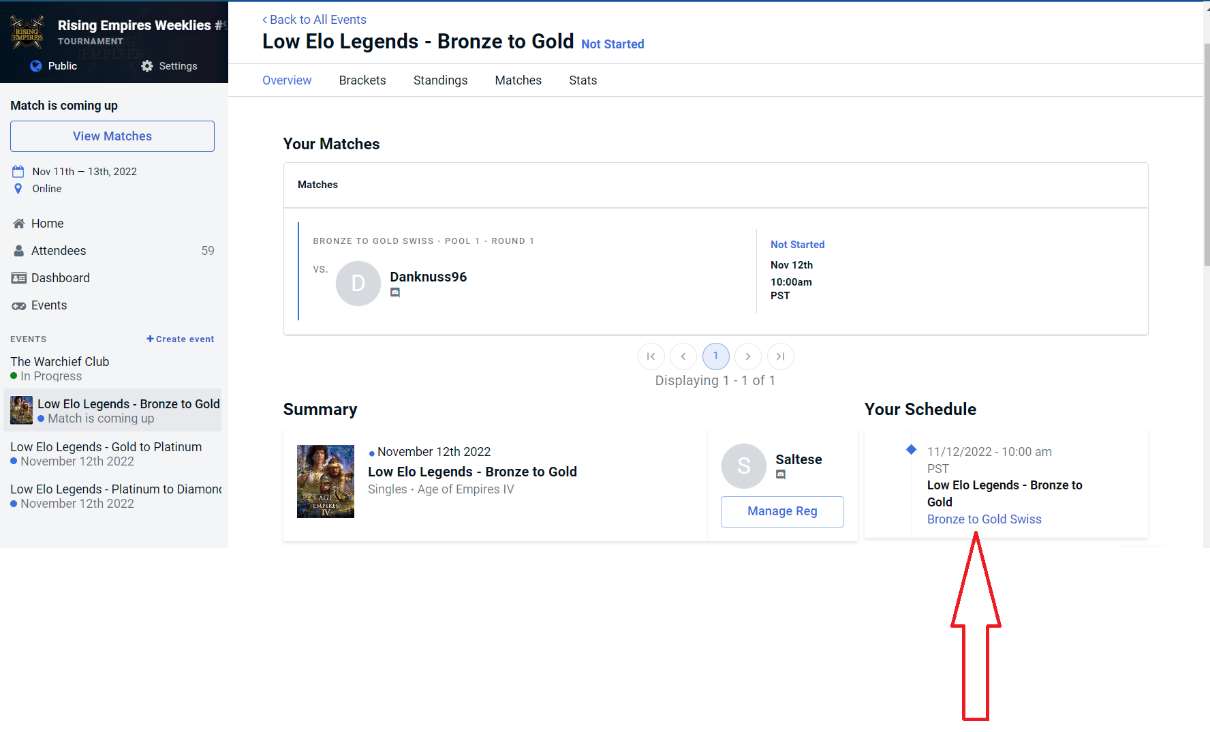 RISING
EMPIRES
Rising Empires Weeklies #
TOURNAMENT
Public
Settings
Match is coming up
View Matches
Nov 11th — 13th, 2022
Online
Home
Attendees 59
Dashboard
Events
EVENTS
+ Create event
The Warchief Club
In Progress
Low Elo Legends - Bronze to Gold
Match is coming up
Low Elo Legends - Gold to Platinum
November 12th 2022
Low Elo Legends - Platinum to Diamond
November 12th 2022
‹ Back to All Events
Low Elo Legends - Bronze to Gold Not Started
Overview Brackets Standings Matches Stats
Your Matches
Matches
BRONZE TO GOLD SWISS - POOL 1 - ROUND 1
VS.
D
Danknuss96
Not Started
Nov 12th
10:00am
PST
1
Displaying 1 - 1 of 1
Summary
AGE
EMPIRES
IV
November 12th 2022
Low Elo Legends - Bronze to Gold
Singles - Age of Empires IV
S
Saltese
Manage Reg
Your Schedule
11/12/2022 - 10:00 am
PST
Low Elo Legends - Bronze to
Gold
Bronze to Gold Swiss